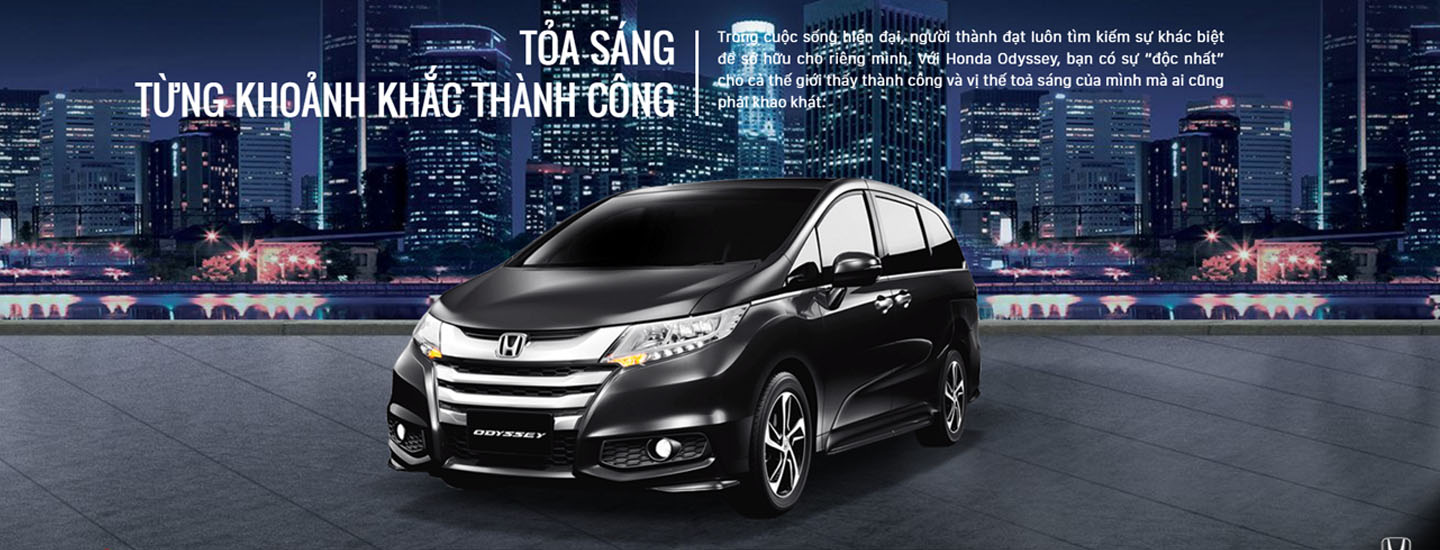 TỎA SÁNG
TỪNG KHOẢNH KHẮC THÀNH CÔNG
Trong cuộc sống hiện đại, người thành đạt luôn tìm kiếm sự khác biệt
để sở hữu cho riêng mình. Với Honda Odyssey, bạn có sự “độc nhất”
cho cả thế giới thấy thành công và vị thế toả sáng của mình mà ai cũng
phải khao khát.
ODYSSEY